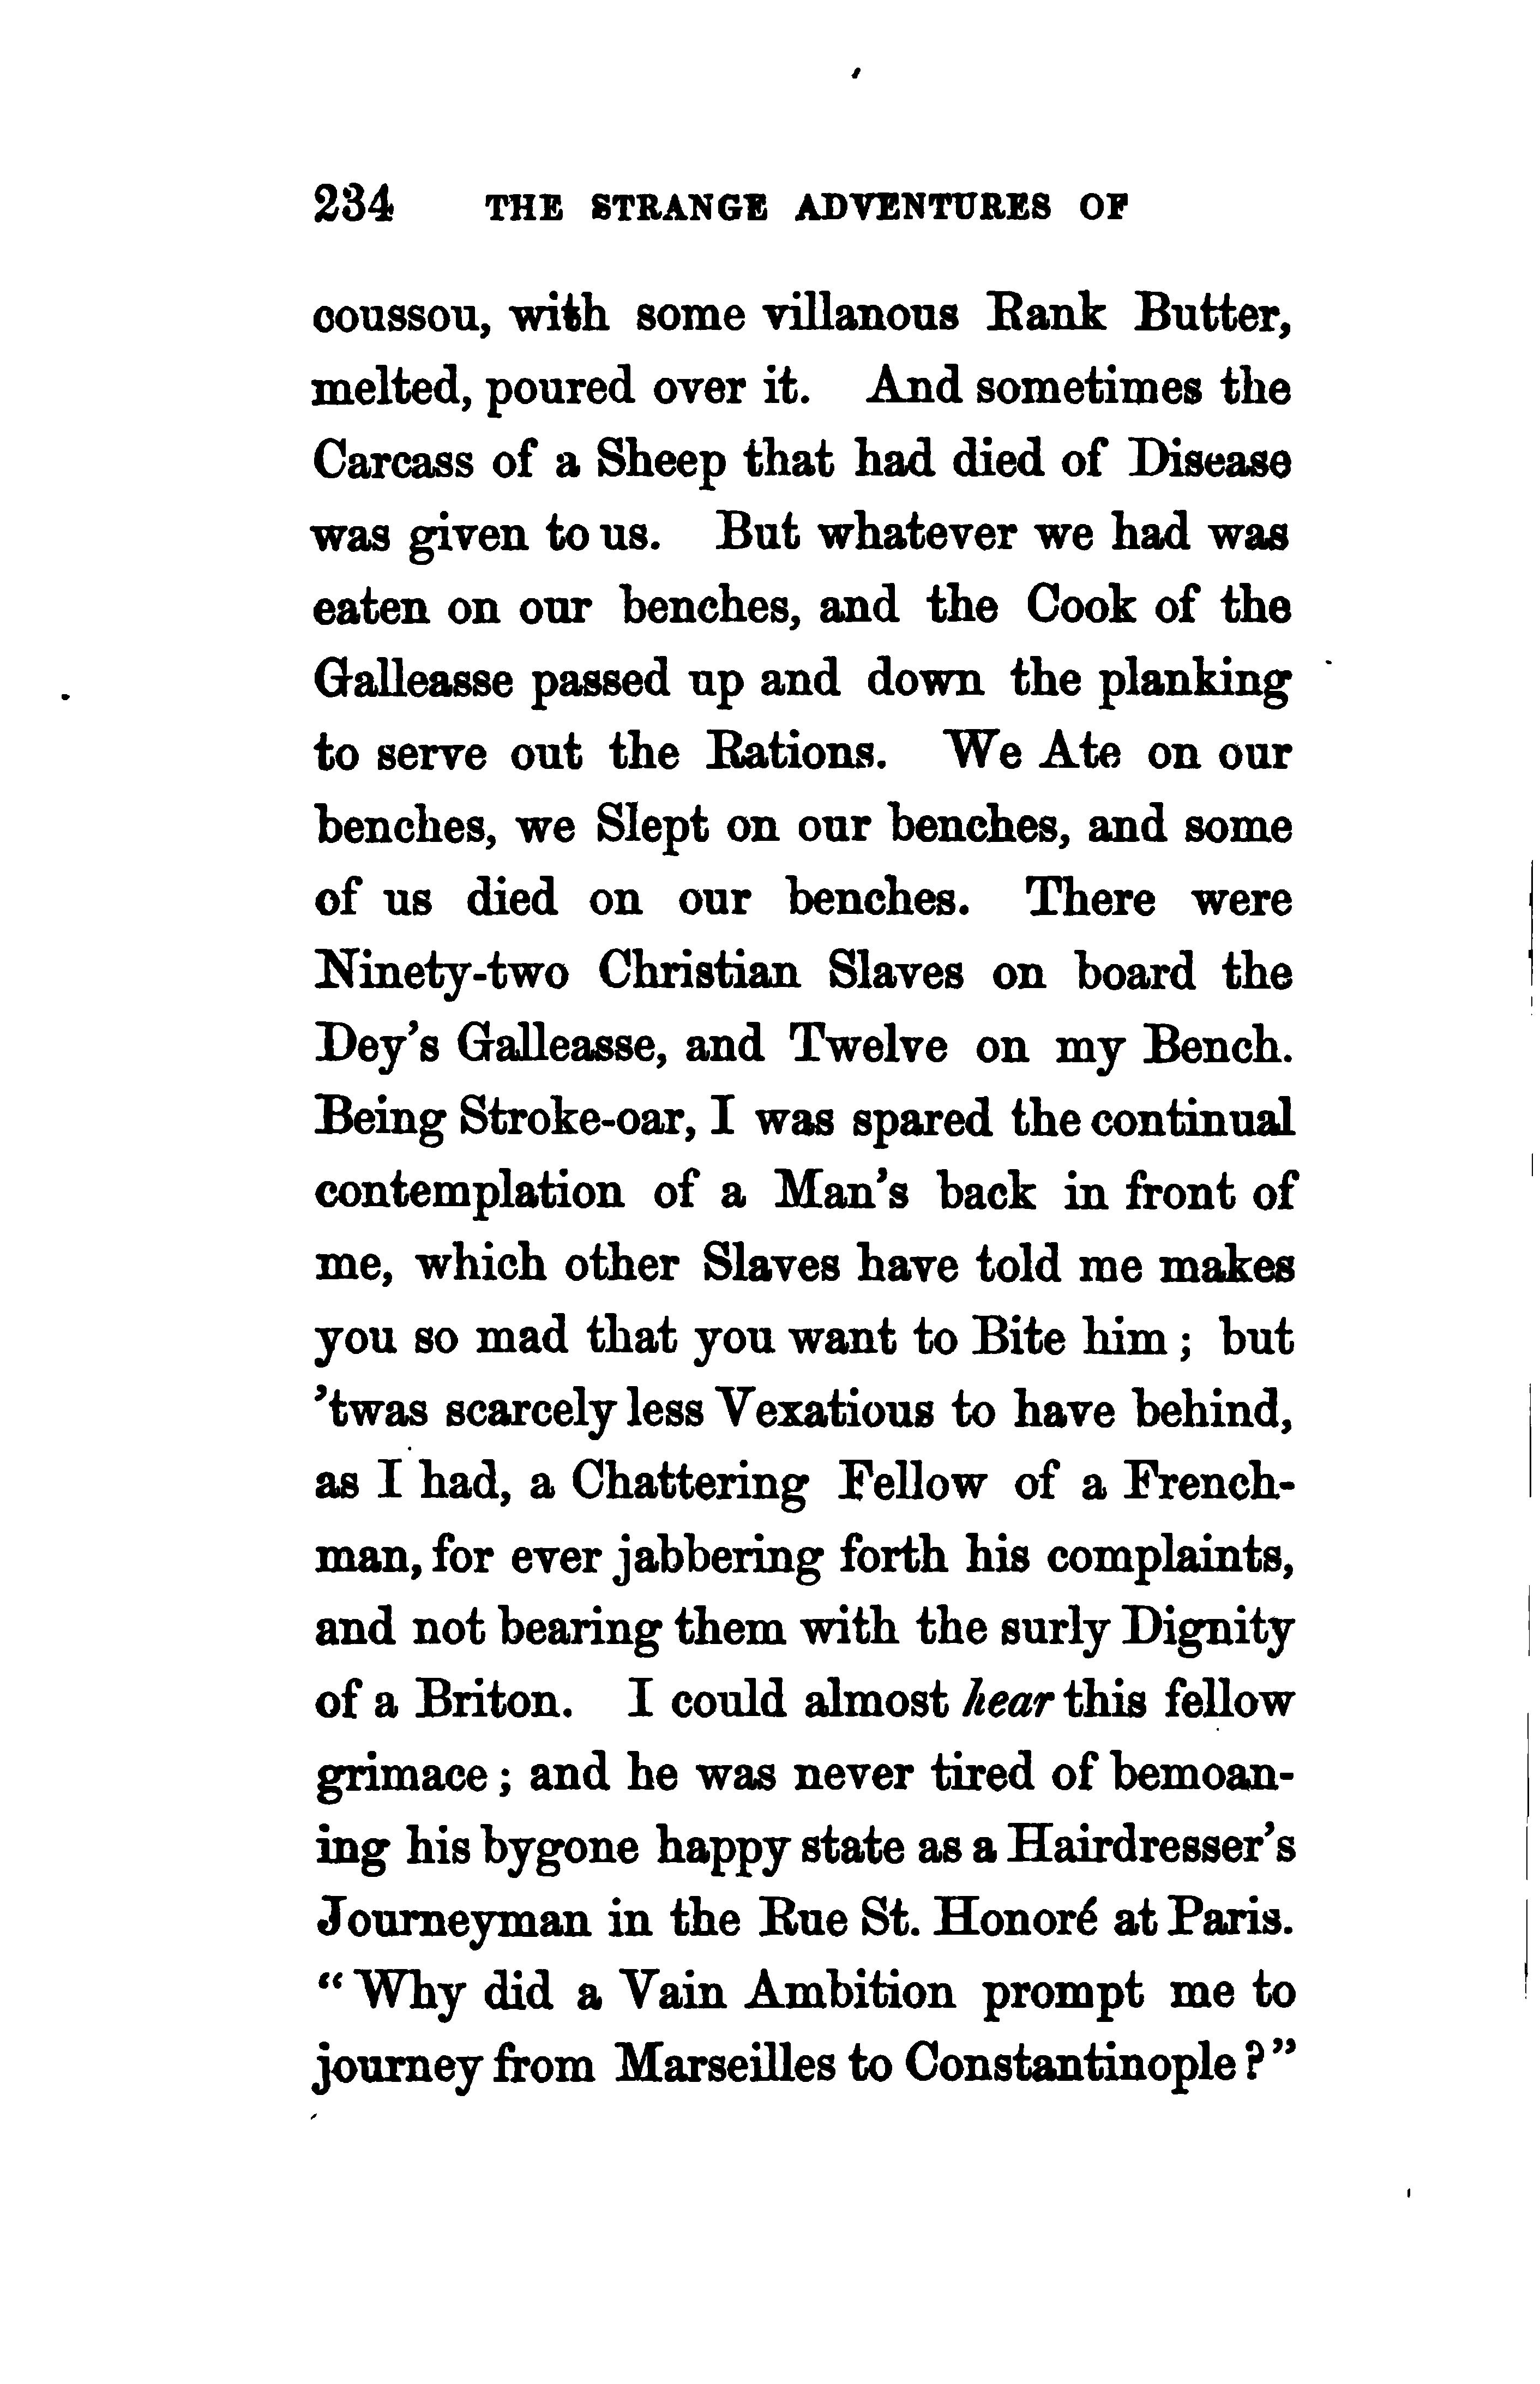 234 THE STRANGE ADVENTURES OF
coussou, with some villanous Rank Butter,
melted, poured over it. And sometimes the
Carcass of a Sheep that had died of Disease
was given to us. But whatever we had was
eaten on our benches, and the Cook of the
Galleasse passed up and down the planking
to serve out the Rations. We Ate on our
benches, we Slept on our benches, and some
of us died on our benches. There were
Ninety-two Christian Slaves on board the
Dey's Galleasse, and Twelve on my Bench.
Being Stroke-oar, I was spared the continual
contemplation of a Man's back in front of
me, which other Slaves have told me makes
you so mad that you want to Bite him; but
'twas scarcely less Vexatious to have behind,
as I had, a Chattering Fellow of a French-
man, for ever jabbering forth his complaints,
and not bearing them with the surly Dignity
of a Briton. I could almost hear this fellow
grimace; and he was never tired of bemoan-
ing his bygone happy state as a Hairdresser's
Journeyman in the Rue St. Honoré at Paris.
"Why did a Vain Ambition prompt me to
journey from Marseilles to Constantinople?"